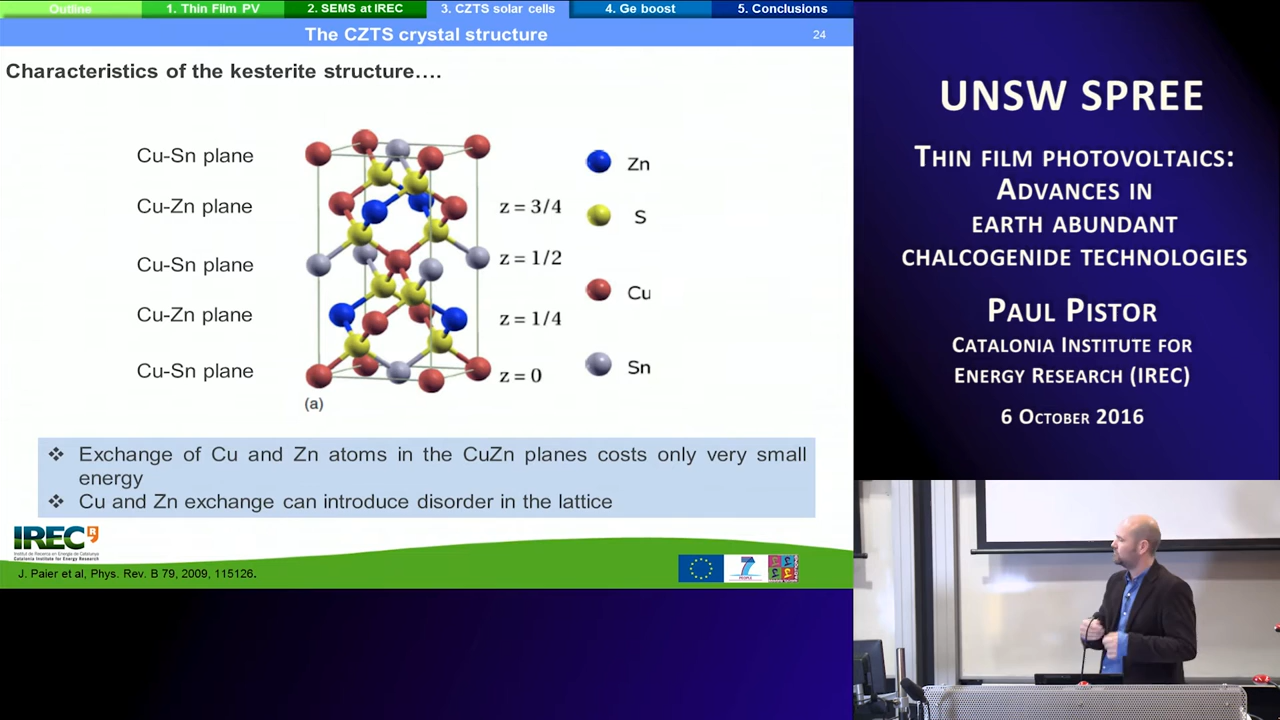 Outline
1. Thin Film PV
2. SEMS at IREC
3. CZTS solar cells
4. Ge boost
5. Conclusions
The CZTS crystal structure
24
Characteristics of the kesterite structure....
Cu-Sn plane
Cu-Zn plane
z = 3/4
Cu-Sn plane
z = 1/2
Cu-Zn plane
z = 1/4
Cu-Sn plane
z = 0
(a)
Zn
S
Cu
Sn
❖ Exchange of Cu and Zn atoms in the CuZn planes costs only very small
energy
❖ Cu and Zn exchange can introduce disorder in the lattice
IREC R
Institut de Recerca en Energia de Catalunya
Catalonia Institute for Energy Research
J. Paier et al, Phys. Rev. B 79, 2009, 115126.
7
PEOPLE
UNSW SPREE
THIN FILM PHOTOVOLTAICS:
ADVANCES IN
EARTH ABUNDANT
CHALCOGENIDE TECHNOLOGIES
PAUL PISTOR
CATALONIA INSTITUTE FOR
ENERGY RESEARCH (IREC)
6 OCTOBER 2016